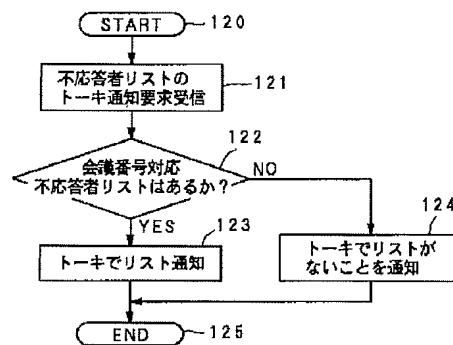 START
120
不応答者リストの
トーキ通知要求受信
121
122
会議番号対応
不応答者リストはあるか?
NO
YES
123
トーキでリスト通知
124
トーキでリストが
ないことを通知
END
125